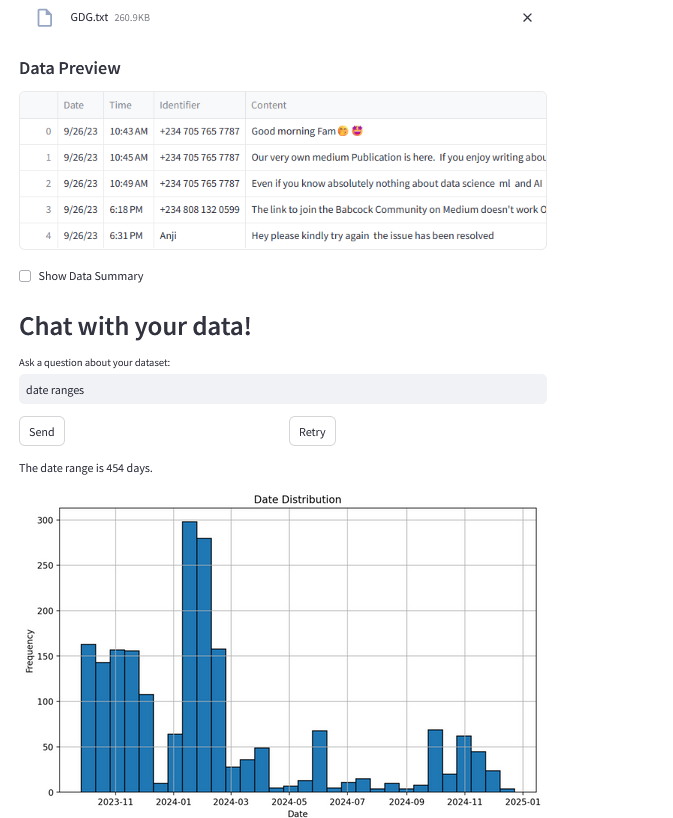 GDG.txt 260.9KB ×
Data Preview
Date Time Identifier Content
0 9/26/23 10:43 AM +234 705 765 7787 Good morning Fam🤭 🤩
1 9/26/23 10:45 AM +234 705 765 7787 Our very own medium Publication is here. If you enjoy writing abou
2 9/26/23 10:49 AM +234 705 765 7787 Even if you know absolutely nothing about data science ml and AI
3 9/26/23 6:18 PM +234 808 132 0599 The link to join the Babcock Community on Medium doesn't work O
4 9/26/23 6:31 PM Anji Hey please kindly try again the issue has been resolved
Show Data Summary
Chat with your data!
Ask a question about your dataset:
date ranges
Send Retry
The date range is 454 days.
Date Distribution
300
250
200
150
100
50
0
Frequency
2023-11 2024-01 2024-03 2024-05 2024-07 2024-09 2024-11 2025-01
Date